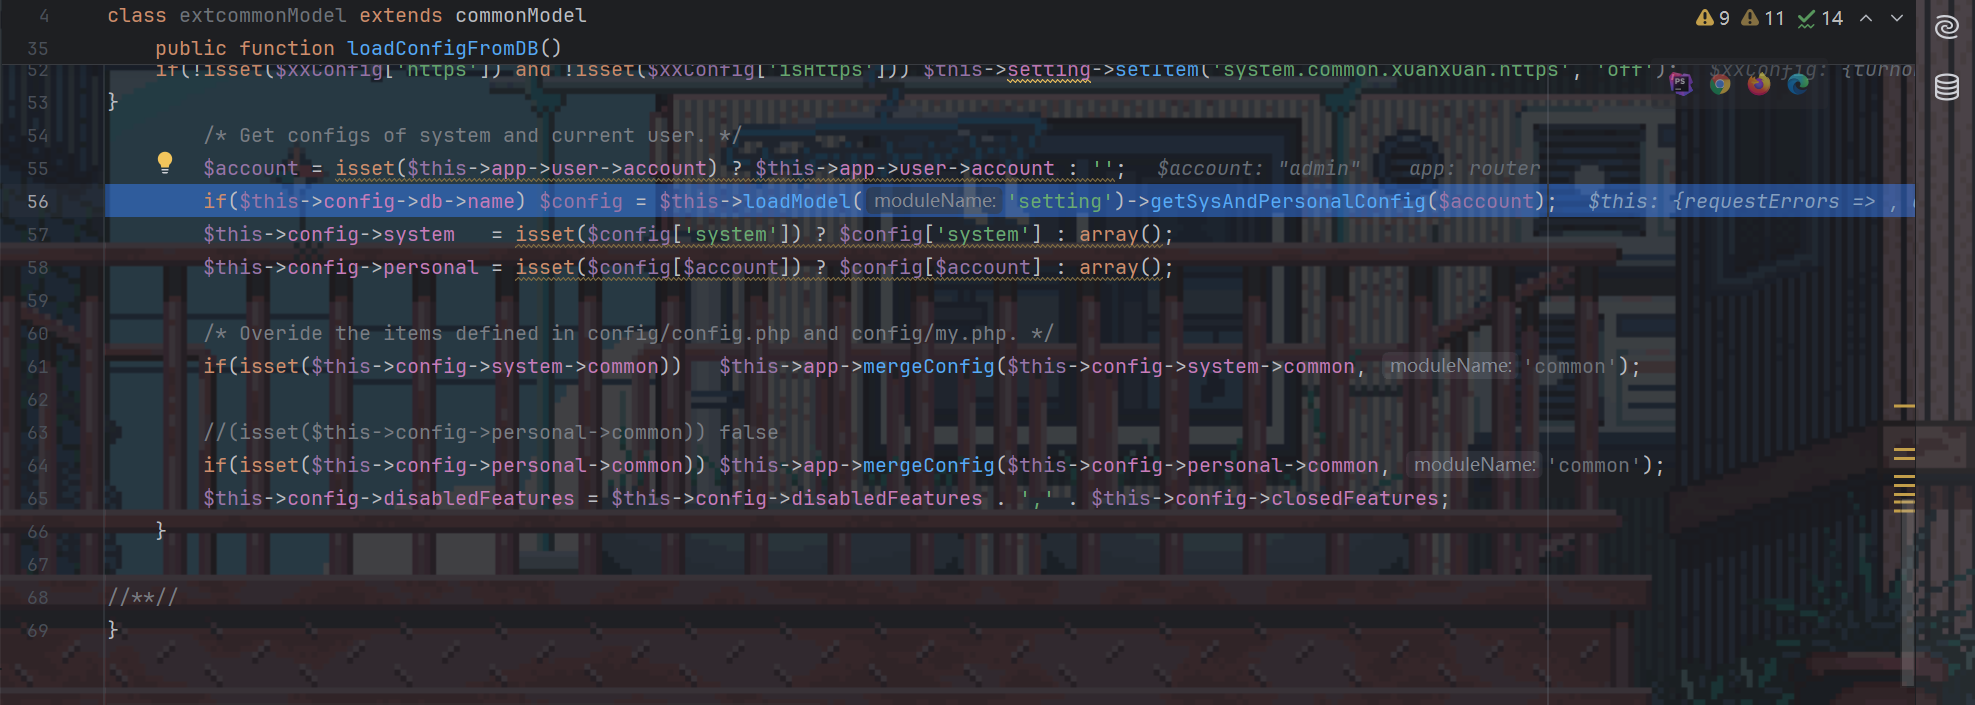 4 class extcommonModel extends commonModel
9 11 14
35 public function loadConfigFromDB()
52 if(!isset($xxConfig['https']) and !isset($xxConfig['isHttps'])) $this->setting->setItem('system.common.xuanxuan.https', 'off'); $xxConfig: {turno
53 }
54 /* Get configs of system and current user. */
55 $account = isset($this->app->user->account) ? $this->app->user->account : ''; $account: "admin" app: router
56 if($this->config->db->name) $config = $this->loadModel( moduleName: 'setting')->getSysAndPersonalConfig($account); $this: {requestErrors => ,
57 $this->config->system = isset($config['system']) ? $config['system'] : array();
58 $this->config->personal = isset($config[$account]) ? $config[$account] : array();
59
60 /* Overide the items defined in config/config.php and config/my.php. */
61 if(isset($this->config->system->common)) $this->app->mergeConfig($this->config->system->common, moduleName: 'common');
62
63 //(isset($this->config->personal->common)) false
64 if(isset($this->config->personal->common)) $this->app->mergeConfig($this->config->personal->common, moduleName: 'common');
65 $this->config->disabledFeatures = $this->config->disabledFeatures . ',' . $this->config->closedFeatures;
66 }
67
68 //**//
69 }